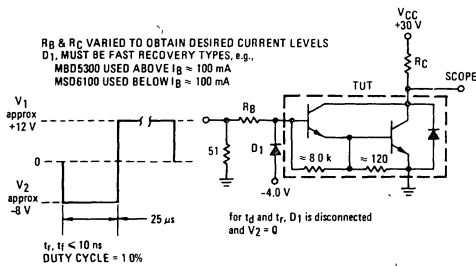 RB & RC VARIED TO OBTAIN DESIRED CURRENT LEVELS
D1, MUST BE FAST RECOVERY TYPES, e.g.,
MBD5300 USED ABOVE IB ≈ 100 mA
MSD6100 USED BELOW IB ≈ 100 mA
VCC
+30 V
RC
SCOPE
TUT
V1
approx
+12 V
0
V2
approx
-8 V
25 μs
tr, tf ≤ 10 ns
DUTY CYCLE = 1.0%
RB
51
D1
-4.0 V
≈ 8.0 k
≈ 120
for td and tr, D1 is disconnected
and V2 = 0